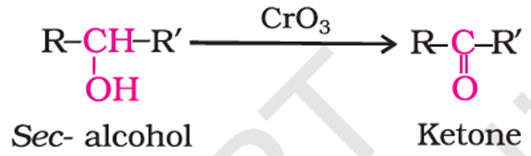 CrO₃
R–CH–R′ R–C–R′
OH O
Sec- alcohol Ketone